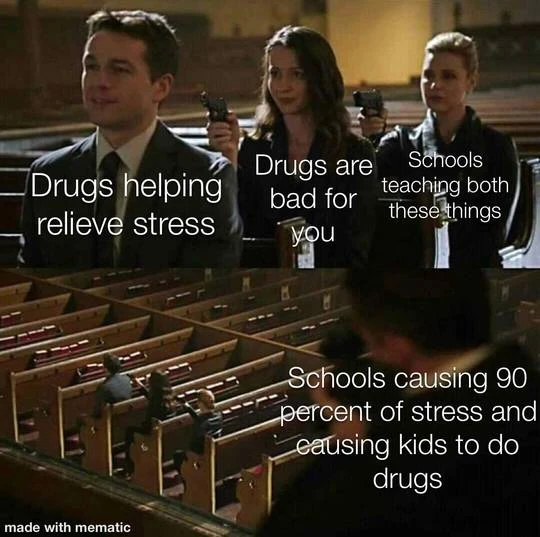 Drugs helping
relieve stress
Drugs are
bad for
you
Schools
teaching both
these things
Schools causing 90
percent of stress and
causing kids to do
drugs
made with mematic